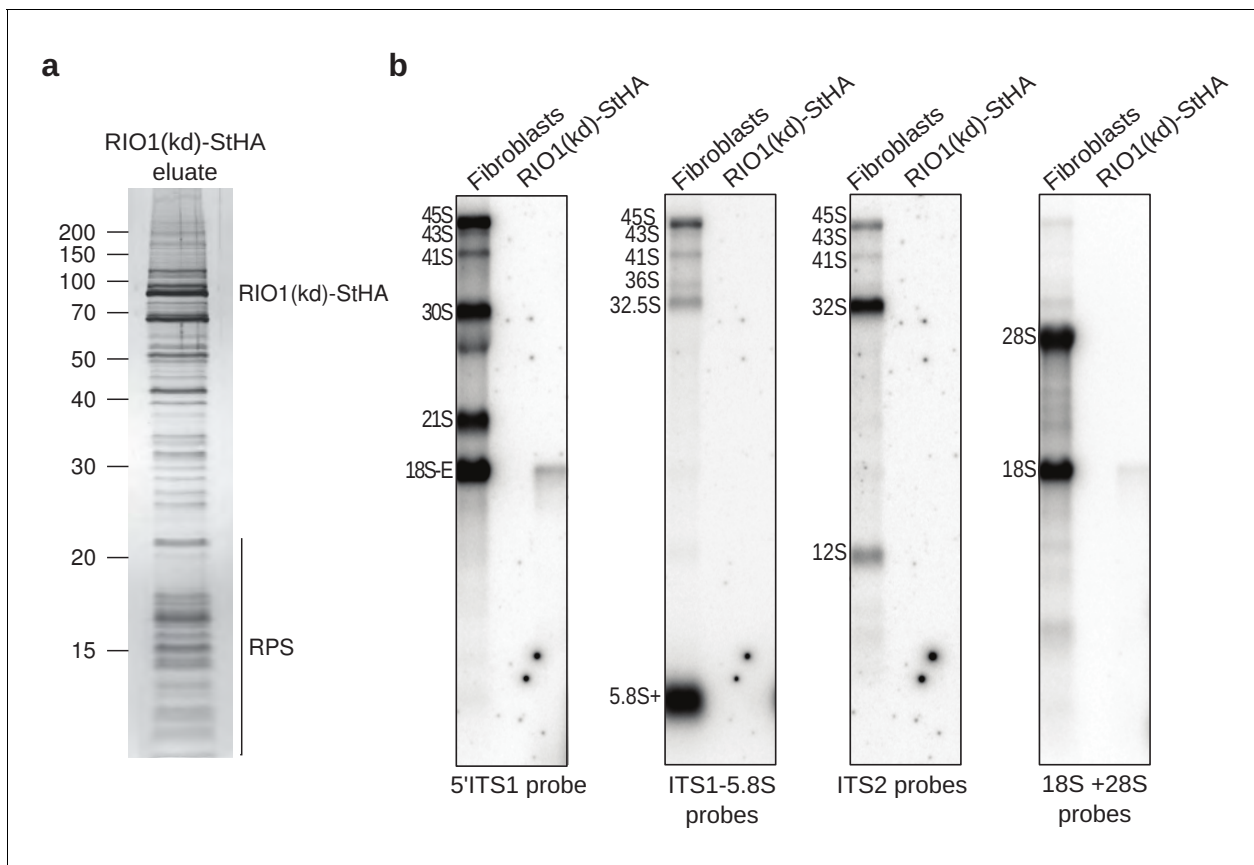 a
RIO1(kd)-StHA
eluate
200
150
100
70
50
40
30
20
15
RIO1(kd)-StHA
RPS
b
Fibroblasts
RIO1(kd)-StHA
45S
43S
41S
30S
21S
18S-E
5'ITS1 probe
Fibroblasts
RIO1(kd)-StHA
45S
43S
41S
36S
32.5S
5.8S+
ITS1-5.8S
probes
Fibroblasts
RIO1(kd)-StHA
45S
43S
41S
32S
12S
ITS2 probes
Fibroblasts
RIO1(kd)-StHA
28S
18S
18S +28S
probes